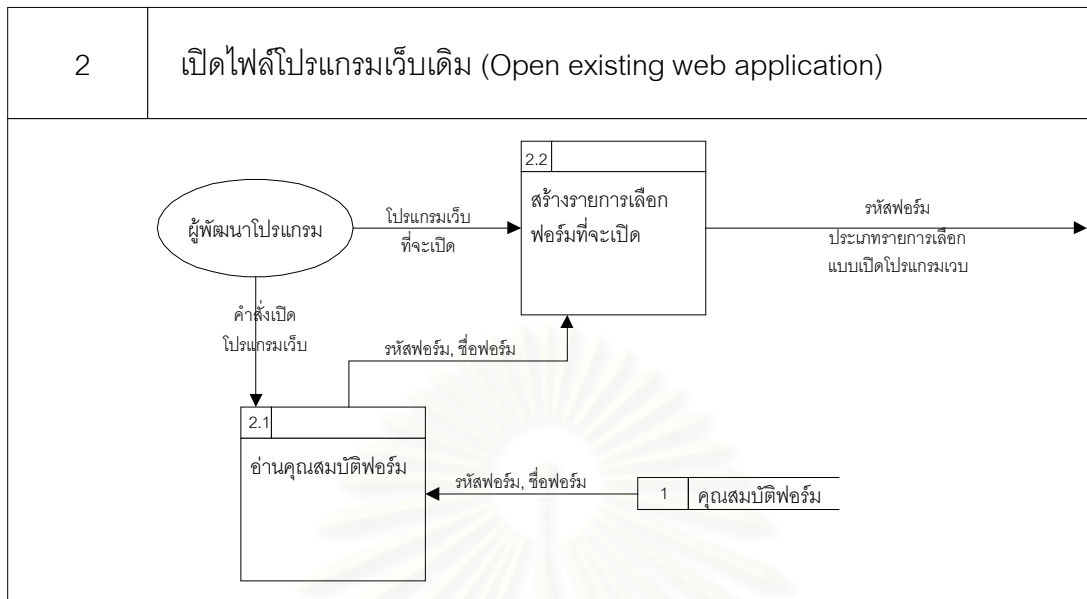 2
เปิดไฟล์โปรแกรมเว็บเดิม (Open existing web application)
2.2
สร้างรายการเลือก
ฟอร์มที่จะเปิด
ผู้พัฒนาโปรแกรม
โปรแกรมเว็บ
ที่จะเปิด
รหัสฟอร์ม
ประเภทรายการเลือก
แบบเปิดโปรแกรมเวบ
คำสั่งเปิด
โปรแกรมเว็บ
รหัสฟอร์ม, ชื่อฟอร์ม
2.1
อ่านคุณสมบัติฟอร์ม
รหัสฟอร์ม, ชื่อฟอร์ม
1
คุณสมบัติฟอร์ม